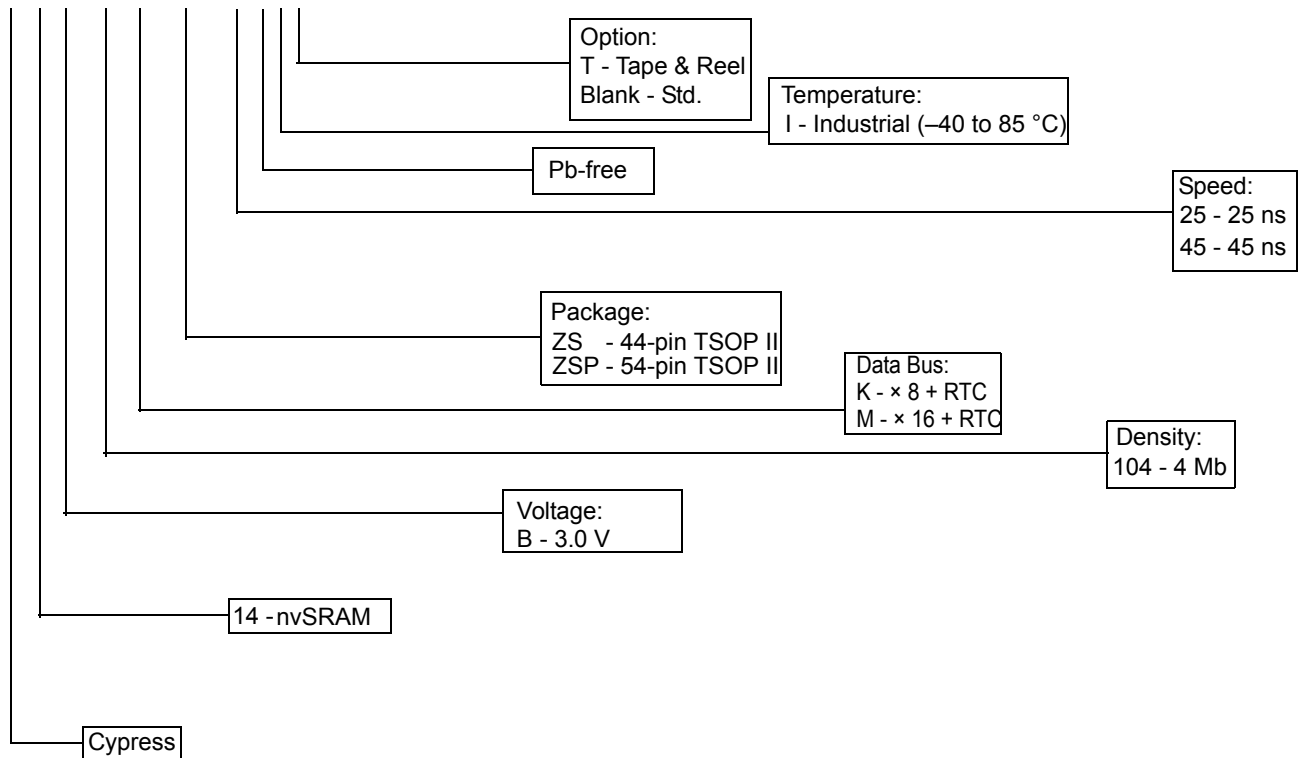 Option:
T - Tape & Reel
Blank - Std.
Temperature:
I - Industrial (–40 to 85 °C)
Pb-free
Speed:
25 - 25 ns
45 - 45 ns
Package:
ZS - 44-pin TSOP II
ZSP - 54-pin TSOP II
Data Bus:
K - × 8 + RTC
M - × 16 + RTC
Density:
104 - 4 Mb
Voltage:
B - 3.0 V
14 - nvSRAM
Cypress